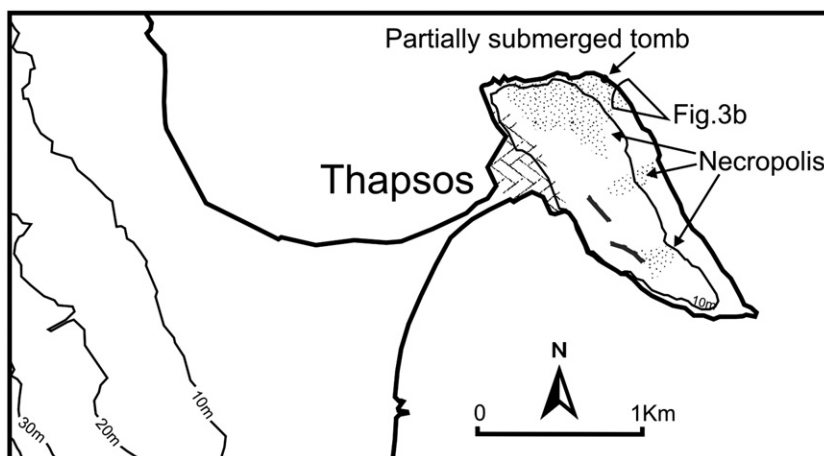 Partially submerged tomb
Fig.3b
Necropolis
Thapsos
10m
10m
20m
30m
N
0 1Km